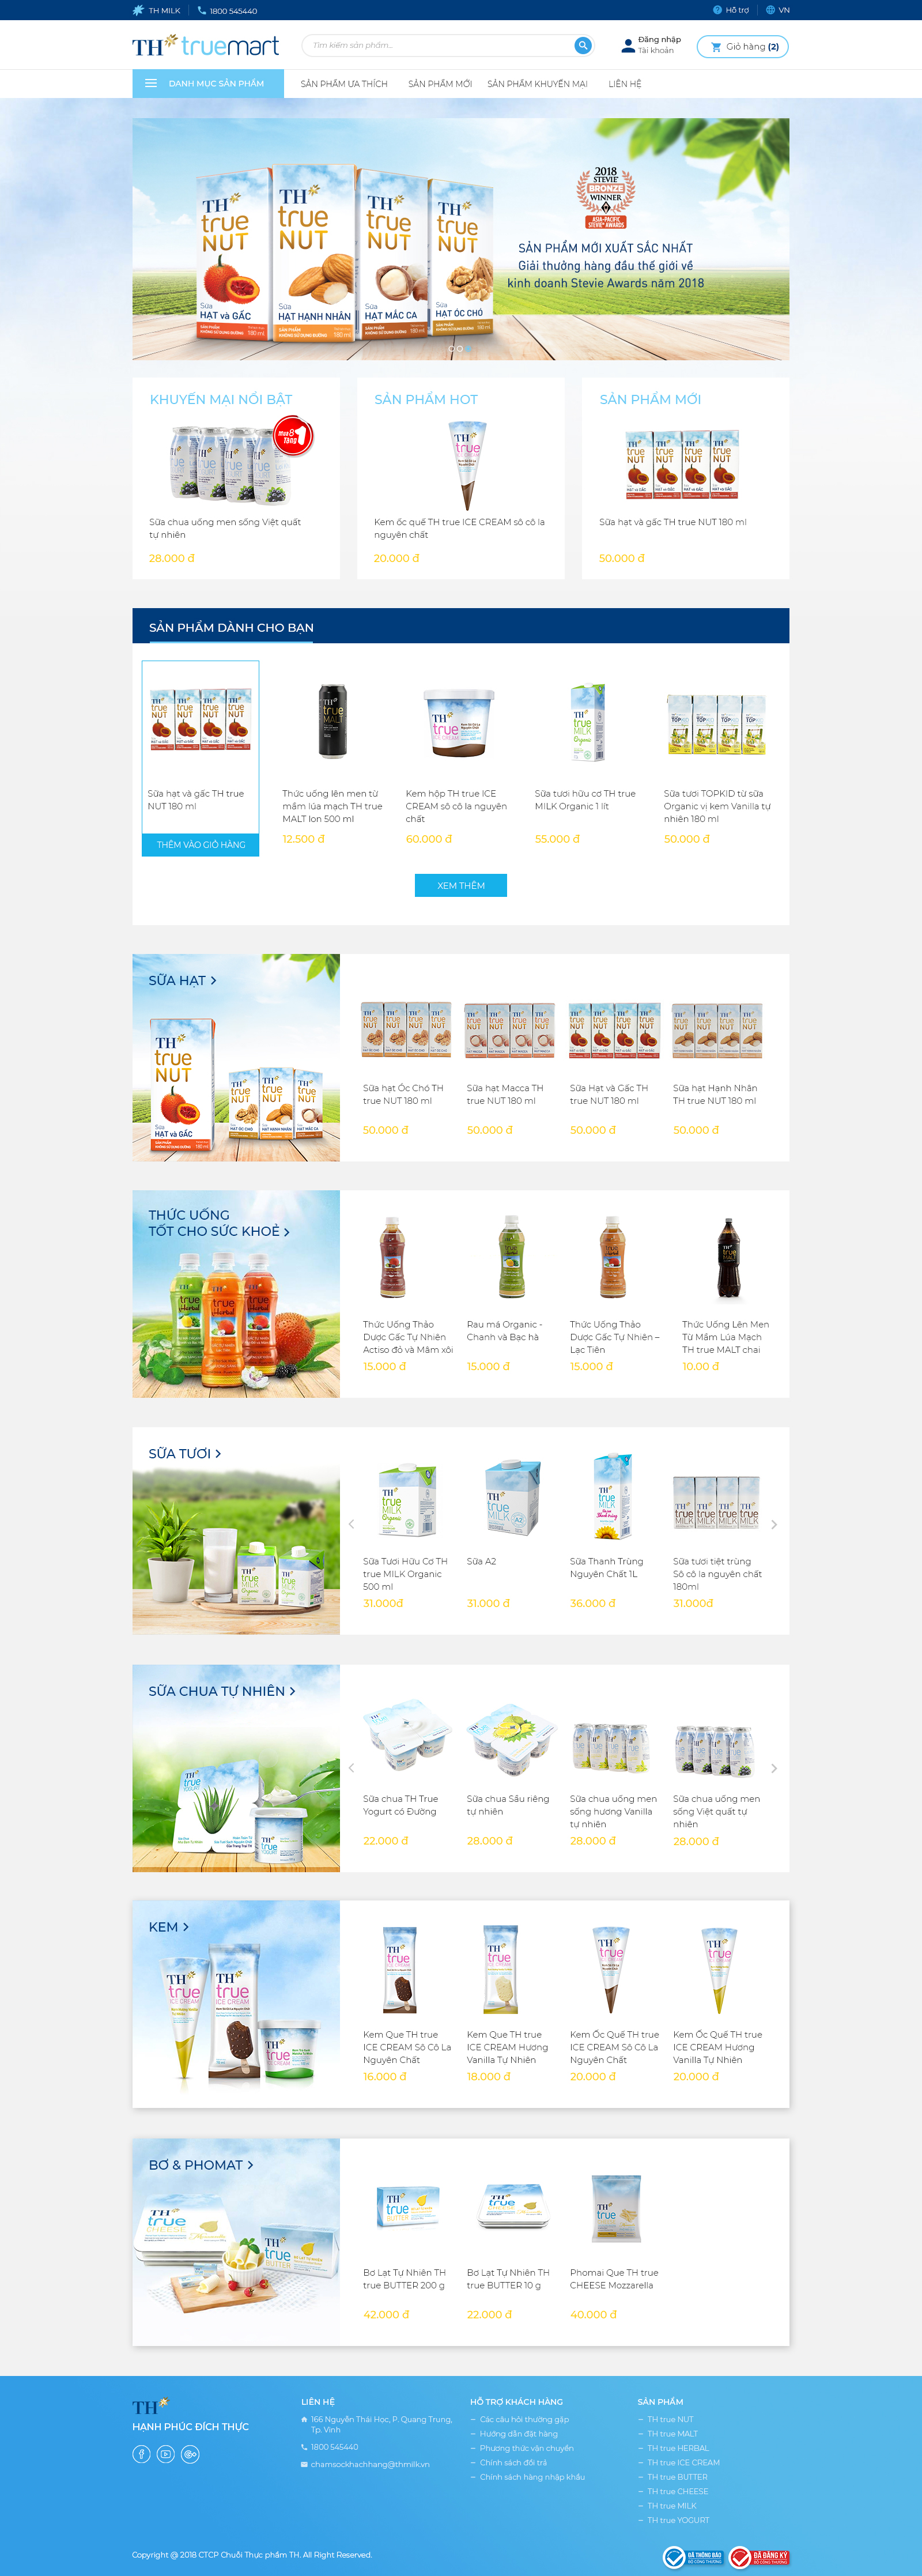 TH MILK
1800 545440
Hỗ trợ
VN
TH truemart
Tìm kiếm sản phẩm...
Đăng nhập
Tài khoản
Giỏ hàng (2)
DANH MỤC SẢN PHẨM
SẢN PHẨM ƯA THÍCH
SẢN PHẨM MỚI
SẢN PHẨM KHUYẾN MẠI
LIÊN HỆ
TH true NUT
Sữa
HẠT và GẤC
180 ml
TH true NUT
Sữa
HẠT HẠNH NHÂN
180 ml
TH true NUT
Sữa
HẠT MẮC CA
180 ml
TH true NUT
Sữa
HẠT ÓC CHÓ
180 ml
2018
STEVIE
BRONZE
WINNER
ASIA-PACIFIC
STEVIE AWARDS
SẢN PHẨM MỚI XUẤT SẮC NHẤT
Giải thưởng hàng đầu thế giới về
kinh doanh Stevie Awards năm 2018
KHUYẾN MẠI NỔI BẬT
Mua 8
Tặng 1
Sữa chua uống men sống Việt quất
tự nhiên
28.000 đ
SẢN PHẨM HOT
Kem ốc quế TH true ICE CREAM sô cô la
nguyên chất
20.000 đ
SẢN PHẨM MỚI
Sữa hạt và gấc TH true NUT 180 ml
50.000 đ
SẢN PHẨM DÀNH CHO BẠN
Sữa hạt và gấc TH true
NUT 180 ml
THÊM VÀO GIỎ HÀNG
Thức uống lên men từ
mầm lúa mạch TH true
MALT lon 500 ml
12.500 đ
Kem hộp TH true ICE
CREAM sô cô la nguyên
chất
60.000 đ
Sữa tươi hữu cơ TH true
MILK Organic 1 lít
55.000 đ
Sữa tươi TOPKID từ sữa
Organic vị kem Vanilla tự
nhiên 180 ml
50.000 đ
XEM THÊM
SỮA HẠT
Sữa hạt Óc Chó TH
true NUT 180 ml
50.000 đ
Sữa hạt Macca TH
true NUT 180 ml
50.000 đ
Sữa Hạt và Gấc TH
true NUT 180 ml
50.000 đ
Sữa hạt Hạnh Nhân
TH true NUT 180 ml
50.000 đ
THỨC UỐNG
TỐT CHO SỨC KHOẺ
Thức Uống Thảo
Dược Gấc Tự Nhiên
Actiso đỏ và Mâm xôi
15.000 đ
Rau má Organic -
Chanh và Bạc hà
15.000 đ
Thức Uống Thảo
Dược Gấc Tự Nhiên –
Lạc Tiên
15.000 đ
Thức Uống Lên Men
Từ Mầm Lúa Mạch
TH true MALT chai
10.00 đ
SỮA TƯƠI
Sữa Tươi Hữu Cơ TH
true MILK Organic
500 ml
31.000đ
Sữa A2
31.000 đ
Sữa Thanh Trùng
Nguyên Chất 1L
36.000 đ
Sữa tươi tiệt trùng
Sô cô la nguyên chất
180ml
31.000đ
SỮA CHUA TỰ NHIÊN
Sữa chua TH True
Yogurt có Đường
22.000 đ
Sữa chua Sầu riêng
tự nhiên
28.000 đ
Sữa chua uống men
sống hương Vanilla
tự nhiên
28.000 đ
Sữa chua uống men
sống Việt quất tự
nhiên
28.000 đ
KEM
Kem Que TH true
ICE CREAM Sô Cô La
Nguyên Chất
16.000 đ
Kem Que TH true
ICE CREAM Hương
Vanilla Tự Nhiên
18.000 đ
Kem Ốc Quế TH true
ICE CREAM Sô Cô La
Nguyên Chất
20.000 đ
Kem Ốc Quế TH true
ICE CREAM Hương
Vanilla Tự Nhiên
20.000 đ
BƠ & PHOMAT
Bơ Lạt Tự Nhiên TH
true BUTTER 200 g
42.000 đ
Bơ Lạt Tự Nhiên TH
true BUTTER 10 g
22.000 đ
Phomai Que TH true
CHEESE Mozzarella
40.000 đ
TH
HẠNH PHÚC ĐÍCH THỰC
LIÊN HỆ
166 Nguyễn Thái Học, P. Quang Trung,
Tp. Vinh
1800 545440
chamsockhachhang@thmilk.vn
HỖ TRỢ KHÁCH HÀNG
Các câu hỏi thường gặp
Hướng dẫn đặt hàng
Phương thức vận chuyển
Chính sách đổi trả
Chính sách hàng nhập khẩu
SẢN PHẨM
TH true NUT
TH true MALT
TH true HERBAL
TH true ICE CREAM
TH true BUTTER
TH true CHEESE
TH true MILK
TH true YOGURT
Copyright @ 2018 CTCP Chuỗi Thực phẩm TH. All Right Reserved.
ĐÃ THÔNG BÁO
BỘ CÔNG THƯƠNG
ĐÃ ĐĂNG KÝ
BỘ CÔNG THƯƠNG